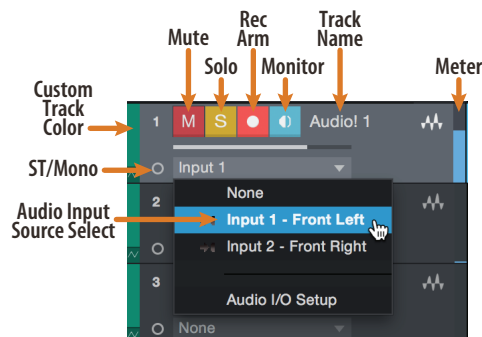 Mute
Rec
Arm
Track
Name
Solo
Monitor
Meter
Custom
Track
Color
1 M S Audio! 1
ST/Mono
Input 1
None
2
Audio Input
Source Select
Input 1 - Front Left
Input 2 - Front Right
3
Audio I/O Setup
None